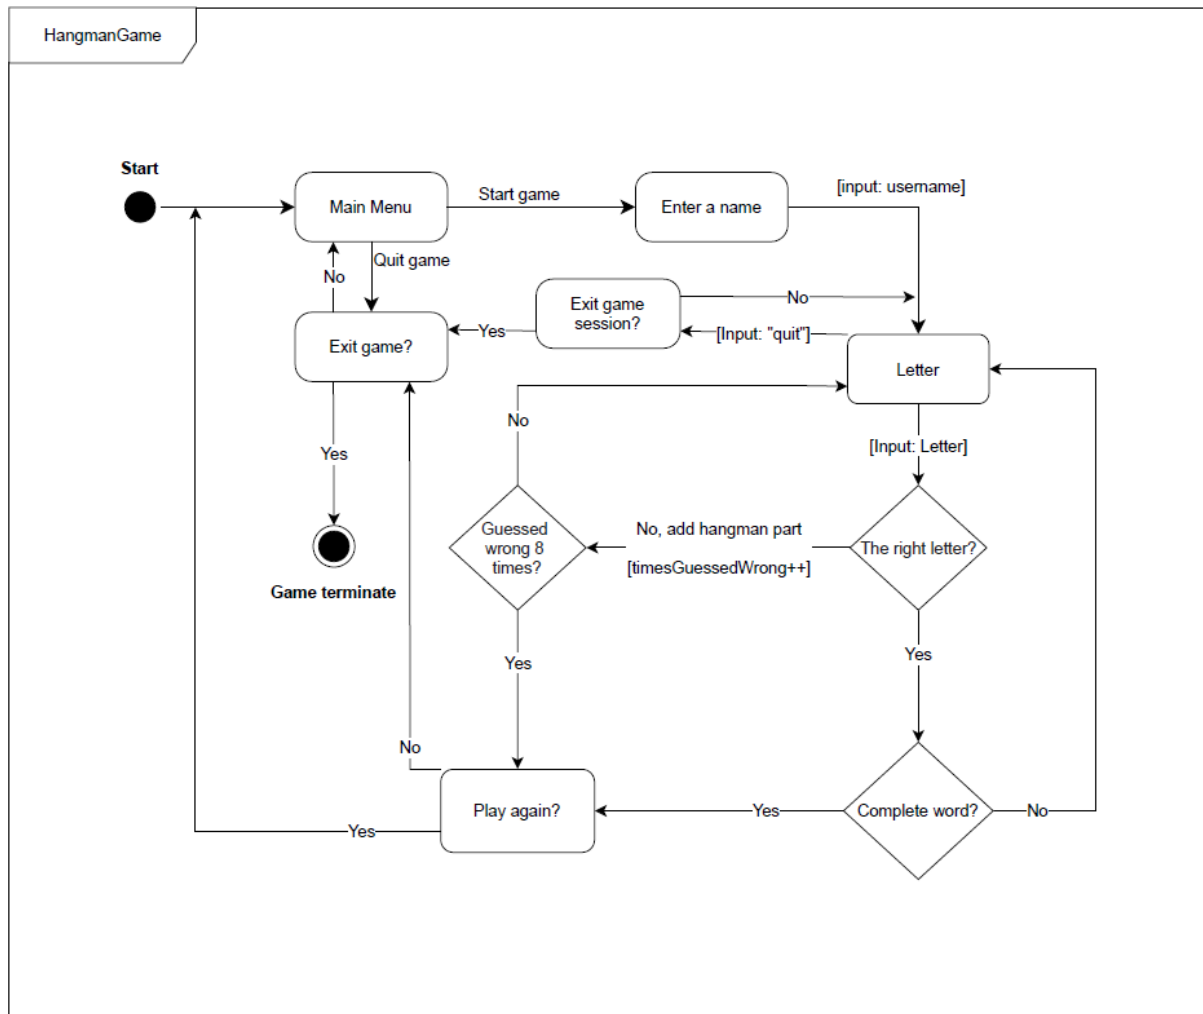 HangmanGame
Start
Main Menu
Start game
Enter a name
[input: username]
Quit game
No
Exit game
session?
No
Yes
[Input: "quit"]
Exit game?
Letter
No
[Input: Letter]
Yes
Guessed
wrong 8
times?
No, add hangman part
[timesGuessedWrong++]
The right letter?
Game terminate
Yes
Yes
No
Play again?
Yes
Complete word?
No
Yes